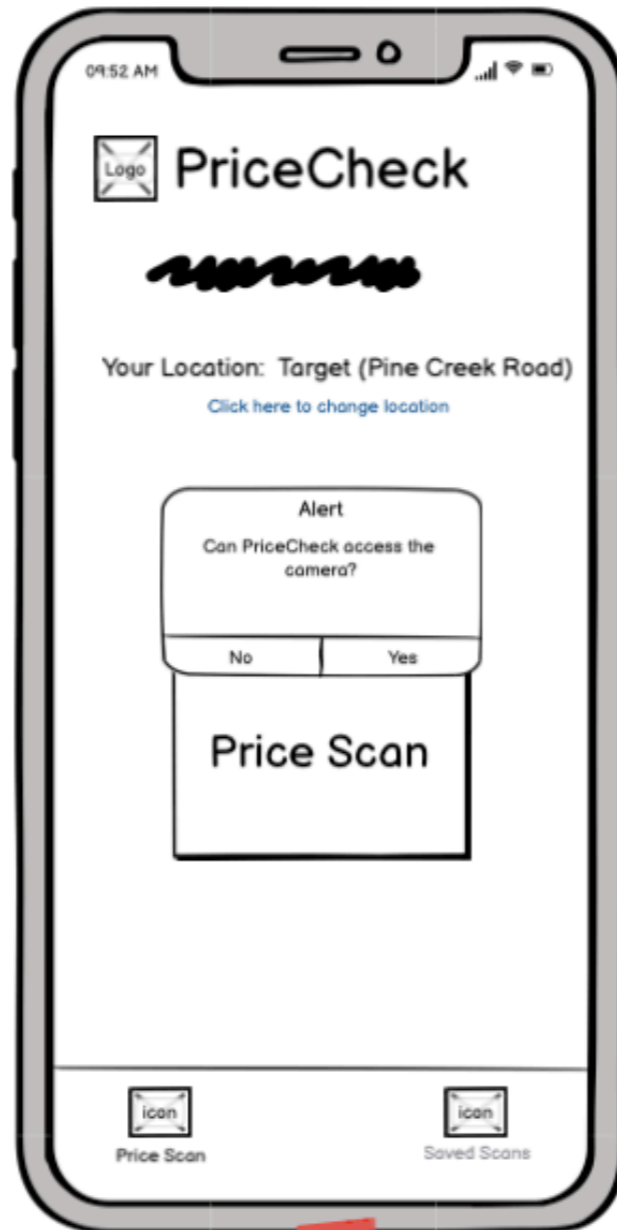 09:52 AM
Logo PriceCheck
Your Location: Target (Pine Creek Road)
Click here to change location
Alert
Can PriceCheck access the
camera?
No Yes
Price Scan
icon icon
Price Scan Saved Scans